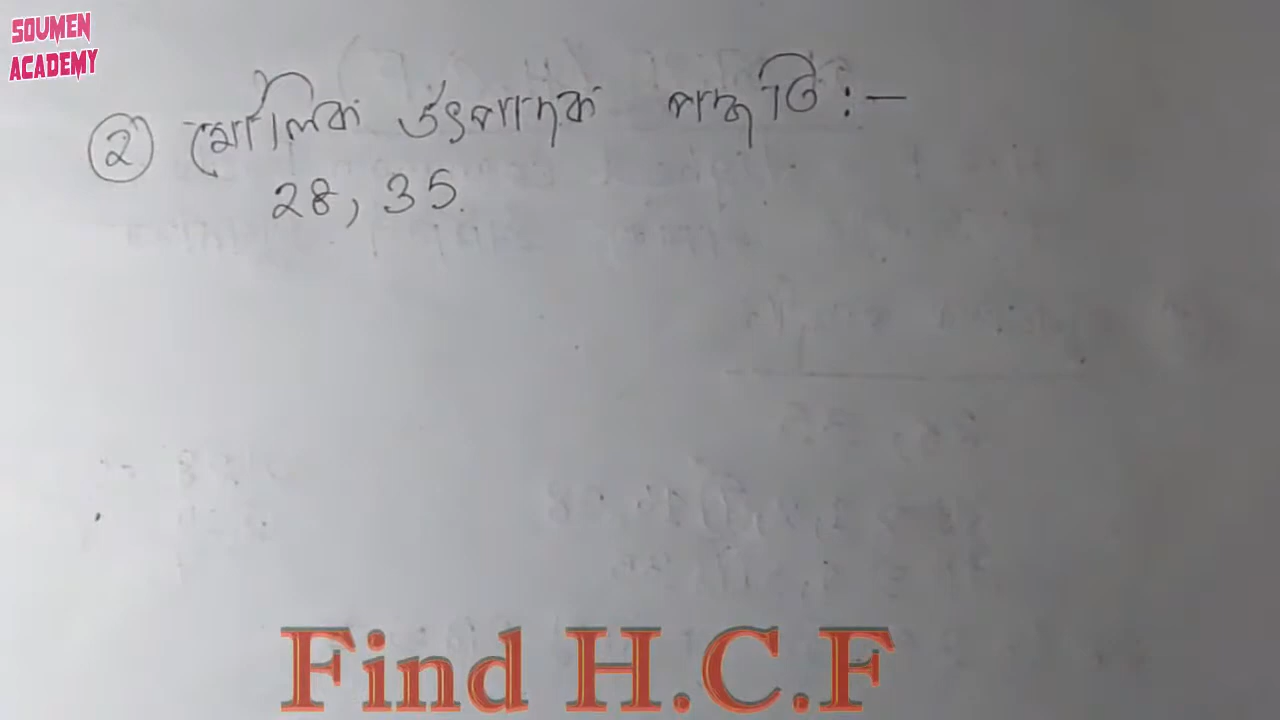 SOUMEN
ACADEMY
② মৌলিক উৎপাদক পদ্ধতি :—
28, 35.
Find H.C.F